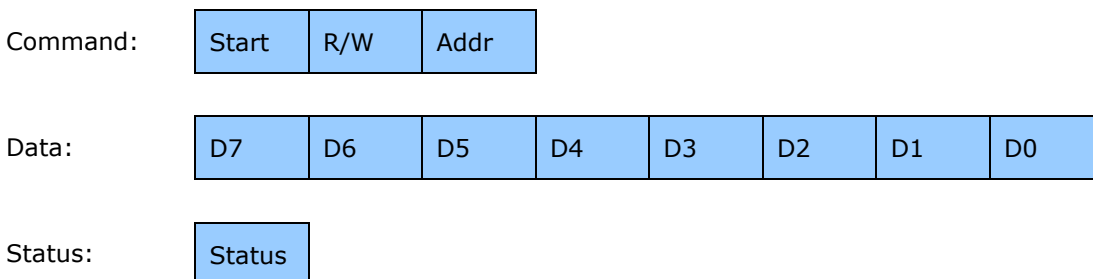 Command: Start R/W Addr
Data: D7 D6 D5 D4 D3 D2 D1 D0
Status: Status